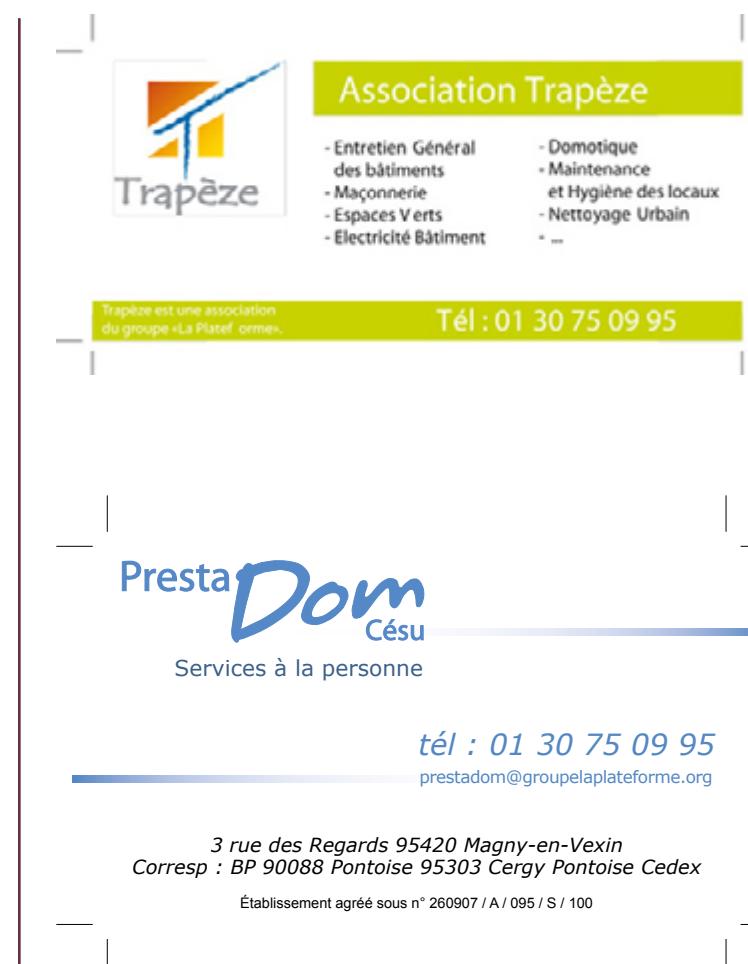 Trapèze
Association Trapèze
- Entretien Général
des bâtiments
- Maçonnerie
- Espaces V erts
- Electricité Bâtiment
- Domotique
- Maintenance
et Hygiène des locaux
- Nettoyage Urbain
- ...
Trapèze est une association
du groupe «La Platef orme».
Tél : 01 30 75 09 95
Presta Dom
Césu
Services à la personne
tél : 01 30 75 09 95
prestadom@groupelaplateforme.org
3 rue des Regards 95420 Magny-en-Vexin
Corresp : BP 90088 Pontoise 95303 Cergy Pontoise Cedex
Établissement agréé sous n° 260907 / A / 095 / S / 100